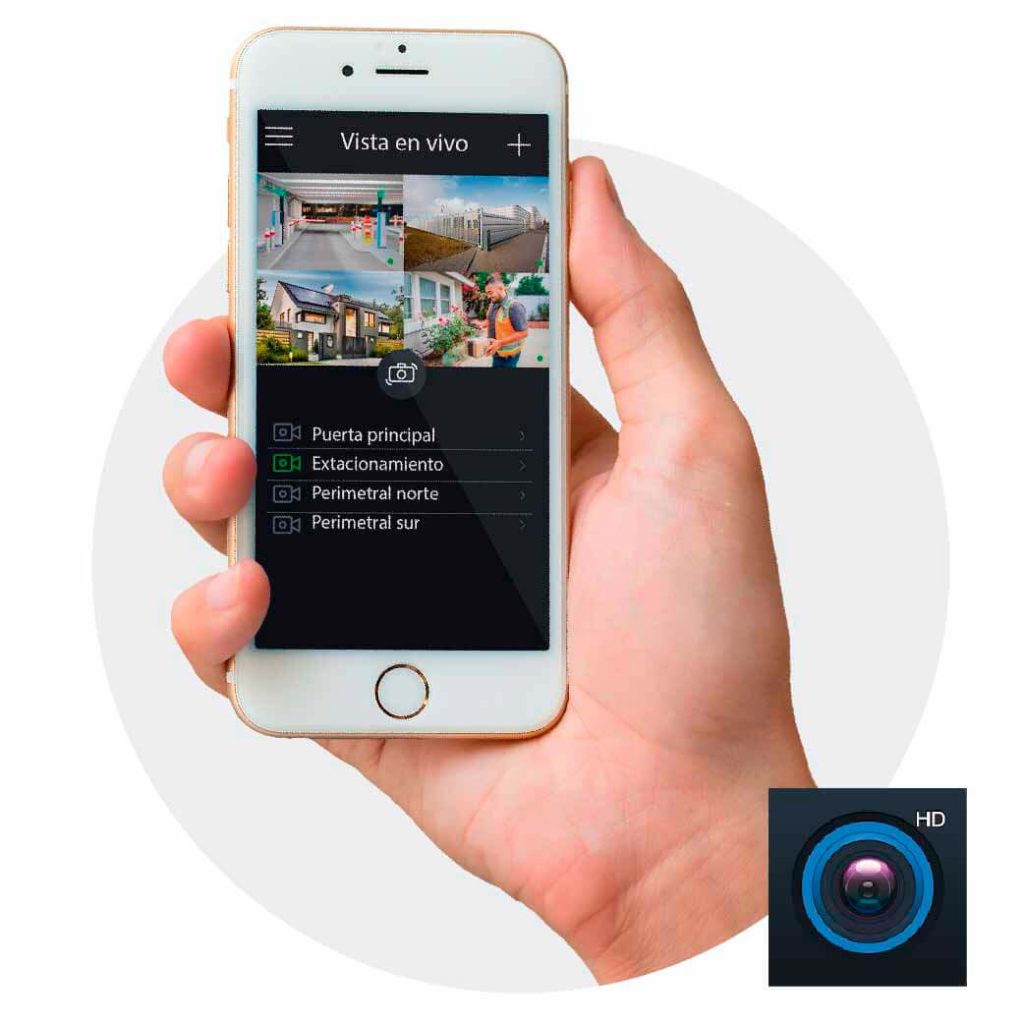 Vista en vivo
Puerta principal
Extacionamiento
Perimetral norte
Perimetral sur
HD